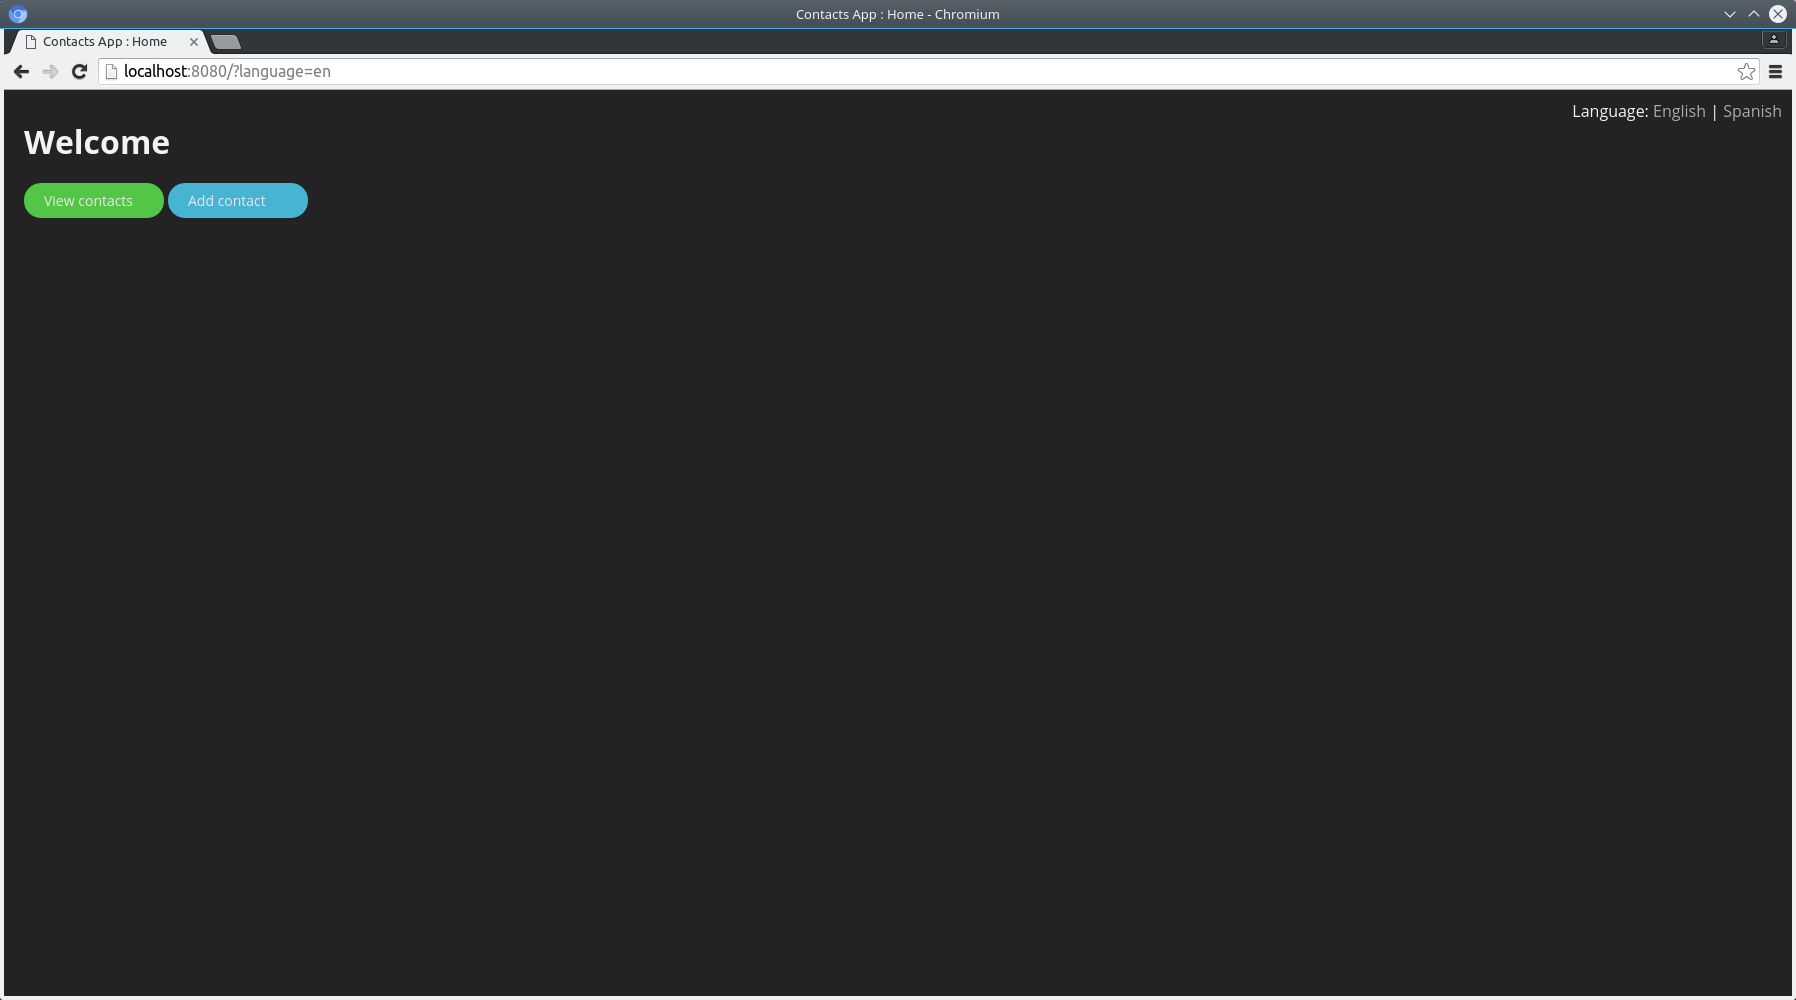 Contacts App : Home - Chromium
Contacts App : Home
localhost:8080/?language=en
Language: English | Spanish
Welcome
View contacts
Add contact